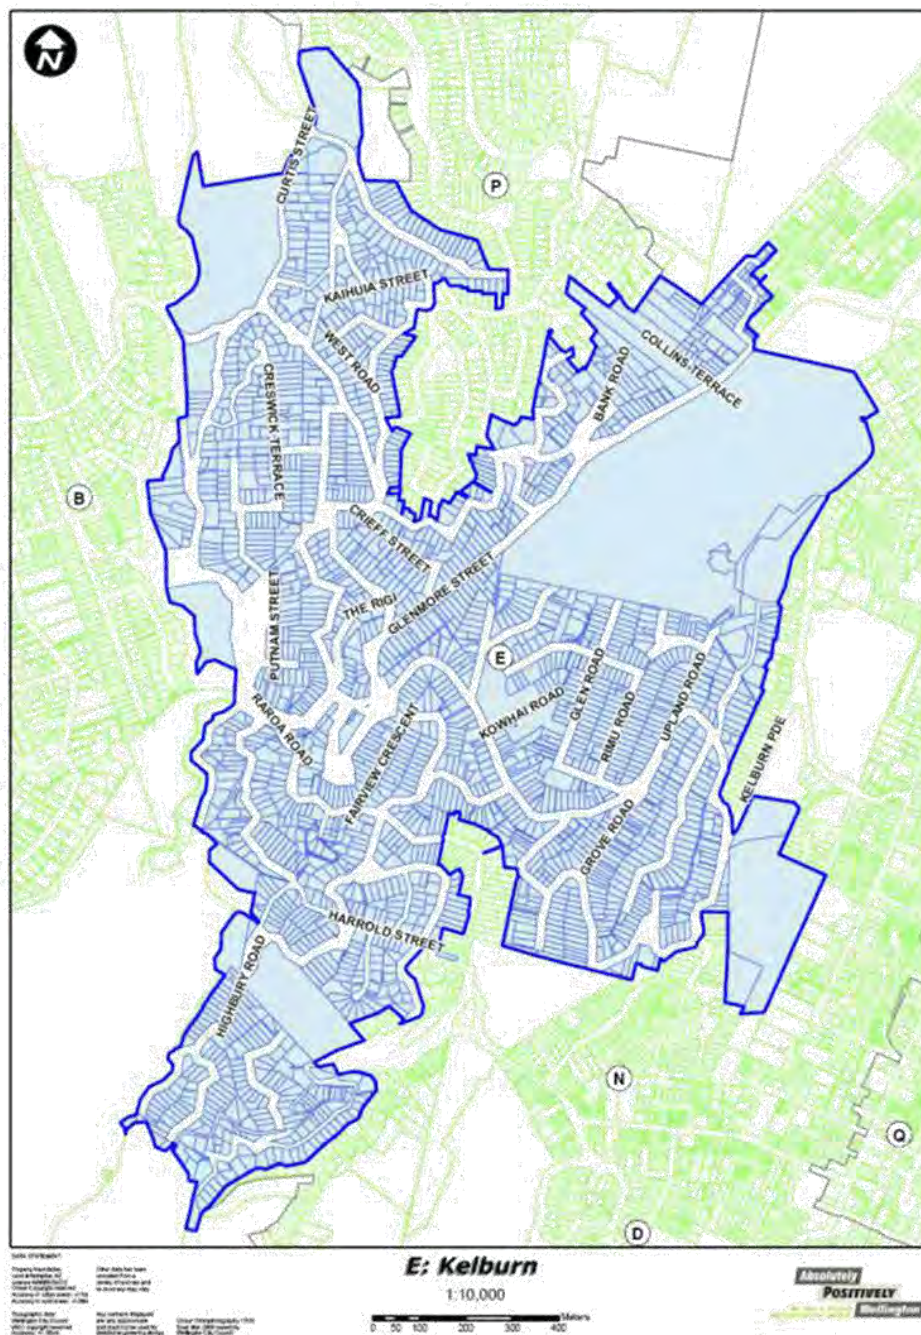 N
P
CURTIS STREET
KAIHUIA STREET
WEST ROAD
COLLINS TERRACE
BANK ROAD
CRESWICK TERRACE
B
CRIEFF STREET
GLENMORE STREET
THE RIGI
PUTNAM STREET
E
GLEN ROAD
KOWHAI ROAD
RIMU ROAD
UPLAND ROAD
RAROA ROAD
FAIRVIEW CRESCENT
KELBURN PDE
GROVE ROAD
HARROLD STREET
HIGHBURY ROAD
N
Q
D
E: Kelburn
1:10,000
Meters
0 50 100 200 300 400
Absolutely
POSITIVELY
Wellington